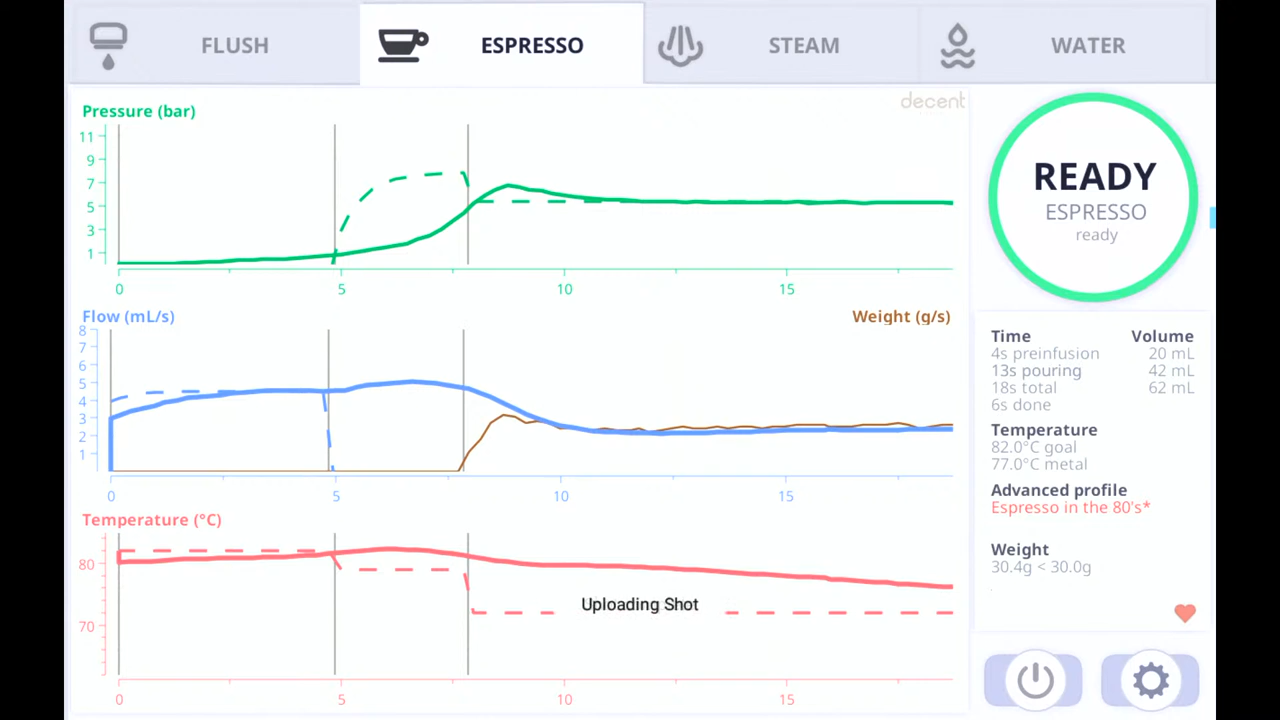 FLUSH
ESPRESSO
STEAM
WATER
decent
Pressure (bar)
11
9
7
5
3
1
0 5 10 15
Flow (mL/s) Weight (g/s)
8
7
6
5
4
3
2
1
0 5 10 15
Temperature (°C)
80
70
Uploading Shot
0 5 10 15
READY
ESPRESSO
ready
Time Volume
4s preinfusion 20 mL
13s pouring 42 mL
18s total 62 mL
6s done
Temperature
82.0°C goal
77.0°C metal
Advanced profile
Espresso in the 80's*
Weight
30.4g < 30.0g